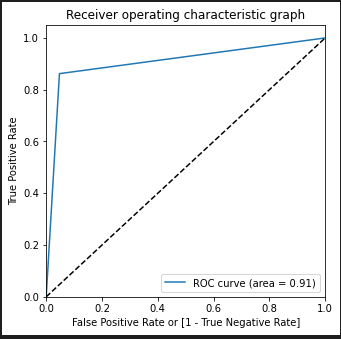 Receiver operating characteristic graph
1.0
0.8
0.6
0.4
0.2
0.0
True Positive Rate
ROC curve (area = 0.91)
0.0 0.2 0.4 0.6 0.8 1.0
False Positive Rate or [1 - True Negative Rate]